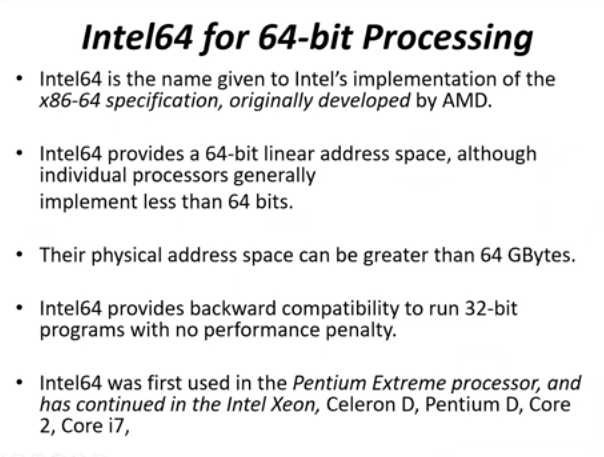 Intel64 for 64-bit Processing
• Intel64 is the name given to Intel's implementation of the
x86-64 specification, originally developed by AMD.
• Intel64 provides a 64-bit linear address space, although
individual processors generally
implement less than 64 bits.
• Their physical address space can be greater than 64 GBytes.
• Intel64 provides backward compatibility to run 32-bit
programs with no performance penalty.
• Intel64 was first used in the Pentium Extreme processor, and
has continued in the Intel Xeon, Celeron D, Pentium D, Core
2, Core i7,